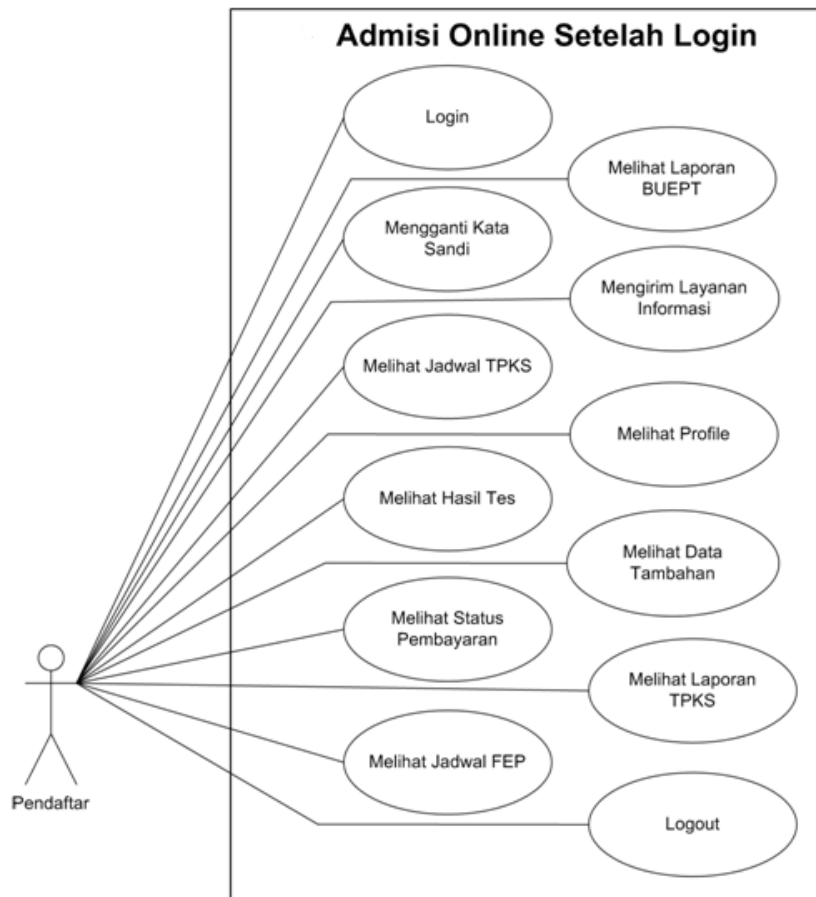 Admisi Online Setelah Login
Login
Melihat Laporan
BUEPT
Mengganti Kata
Sandi
Mengirim Layanan
Informasi
Melihat Jadwal TPKS
Melihat Profile
Melihat Hasil Tes
Melihat Data
Tambahan
Melihat Status
Pembayaran
Melihat Laporan
TPKS
Melihat Jadwal FEP
Pendaftar
Logout